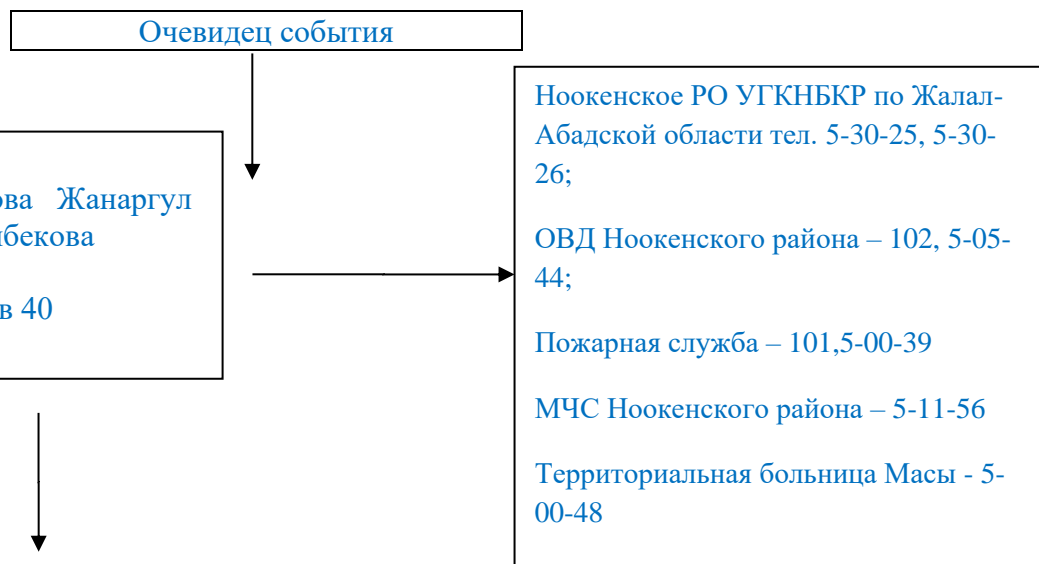 Очевидец события
ова Жанаргул
ібекова
в 40
Ноокенское РО УГКНБКР по Жалал-
Абадской области тел. 5-30-25, 5-30-
26;
ОВД Ноокенского района – 102, 5-05-
44;
Пожарная служба – 101,5-00-39
МЧС Ноокенского района – 5-11-56
Территориальная больница Масы - 5-
00-48